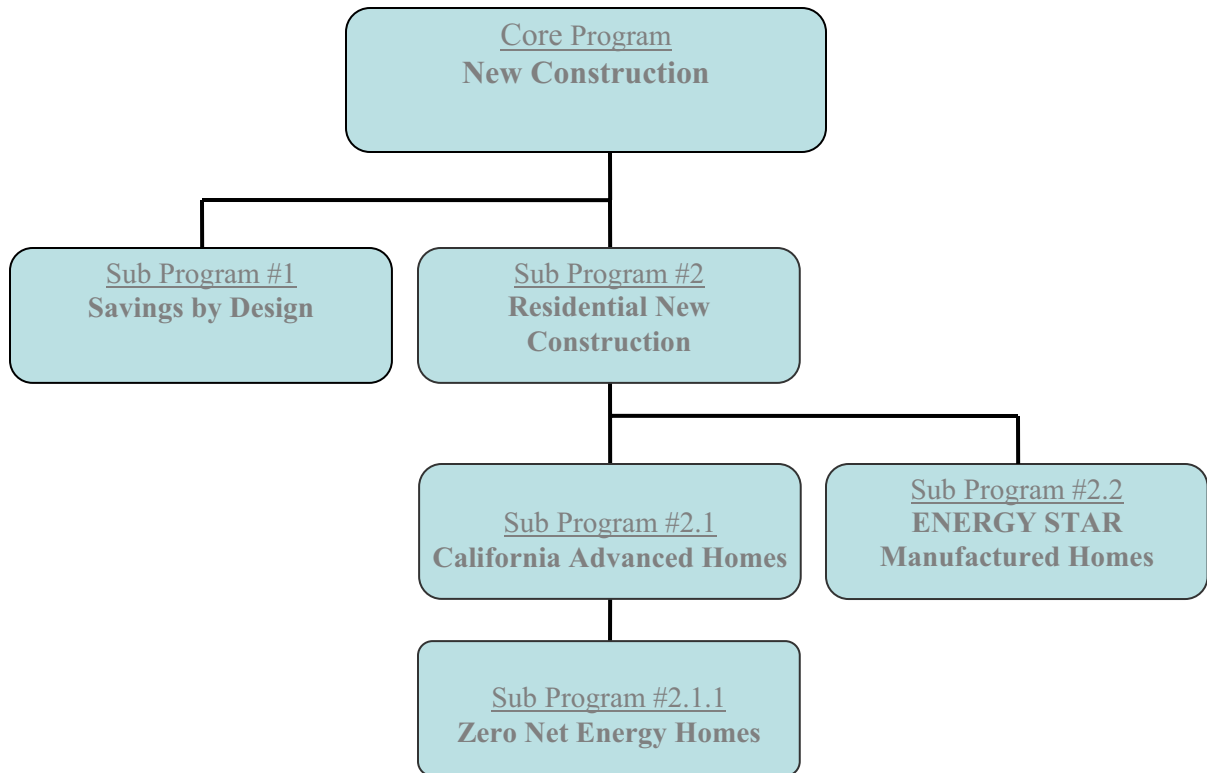 Core Program
New Construction
Sub Program #1
Savings by Design
Sub Program #2
Residential New
Construction
Sub Program #2.1
California Advanced Homes
Sub Program #2.2
ENERGY STAR
Manufactured Homes
Sub Program #2.1.1
Zero Net Energy Homes